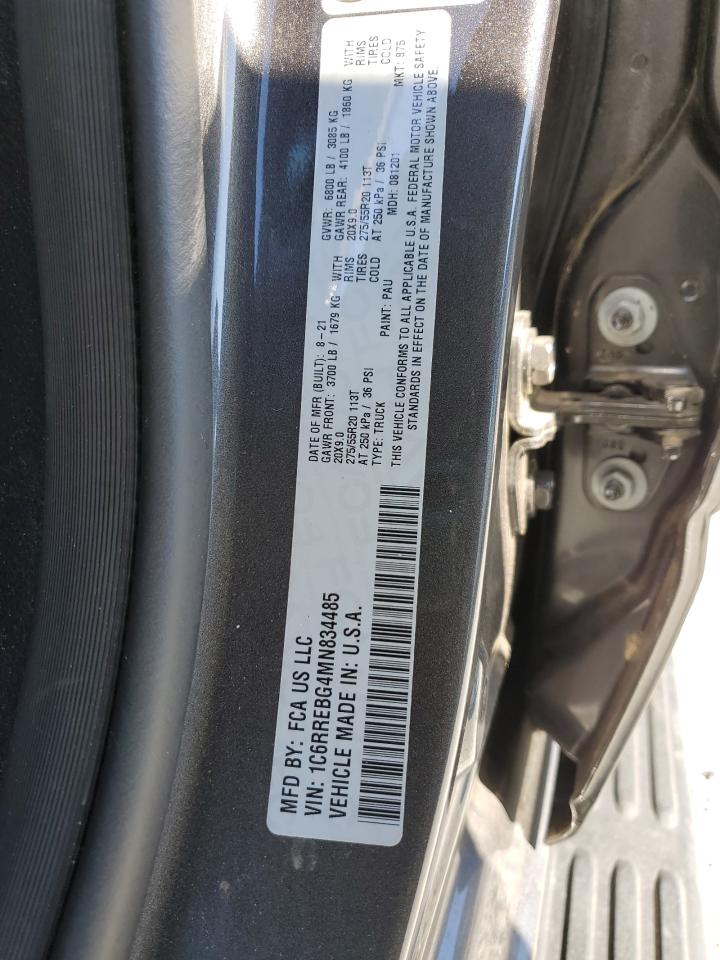 MFD BY: FCA US LLC
VIN: 1C6RREBG4MN834485
VEHICLE MADE IN: U.S.A.
DATE OF MFR (BUILT): 8-21 GVWR: 6800 LB / 3085 KG
GAWR FRONT: 3700 LB / 1679 KG WITH GAWR REAR: 4100 LB / 1860 KG WITH
20X9.0 RIMS 20X9.0 RIMS
275/55R20 113T TIRES 275/55R20 113T TIRES
AT 250 kPa / 36 PSI COLD AT 250 kPa / 36 PSI COLD
TYPE: TRUCK PAINT: PAU MDH: 081201 MKT: 875
THIS VEHICLE CONFORMS TO ALL APPLICABLE U.S.A. FEDERAL MOTOR VEHICLE SAFETY
STANDARDS IN EFFECT ON THE DATE OF MANUFACTURE SHOWN ABOVE.